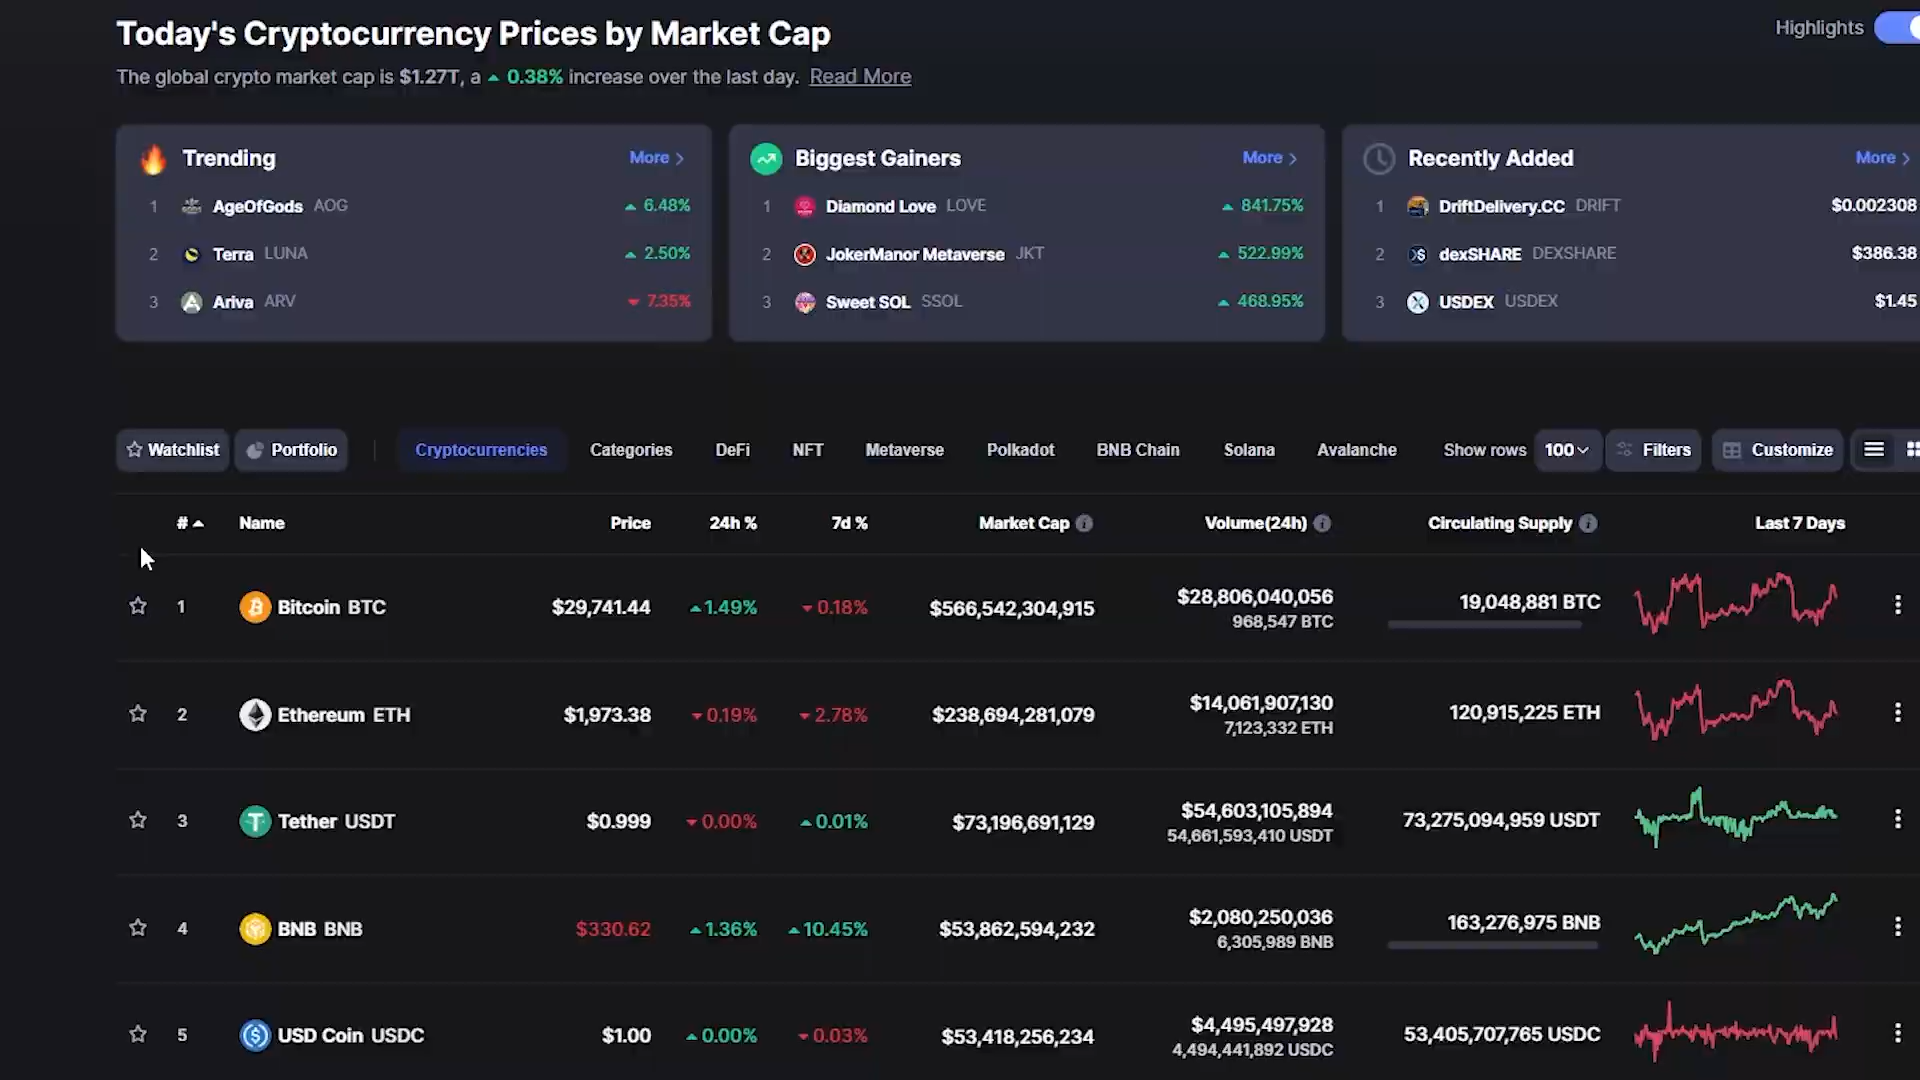 Today's Cryptocurrency Prices by Market Cap
Highlights
The global crypto market cap is $1.27T, a 0.38% increase over the last day. Read More
Trending More
1 AgeOfGods AOG 6.48%
2 Terra LUNA 2.50%
3 Ariva ARV 7.35%
Biggest Gainers More
1 Diamond Love LOVE 841.75%
2 JokerManor Metaverse JKT 522.99%
3 Sweet SOL SSOL 468.95%
Recently Added More
1 DriftDelivery.CC DRIFT $0.002308
2 dexSHARE DEXSHARE $386.38
3 USDEX USDEX $1.45
Watchlist Portfolio Cryptocurrencies Categories DeFi NFT Metaverse Polkadot BNB Chain Solana Avalanche Show rows 100 Filters Customize
# Name Price 24h % 7d % Market Cap Volume(24h) Circulating Supply Last 7 Days
1 Bitcoin BTC $29,741.44 1.49% 0.18% $566,542,304,915 $28,806,040,056 19,048,881 BTC
968,547 BTC
2 Ethereum ETH $1,973.38 0.19% 2.78% $238,694,281,079 $14,061,907,130 120,915,225 ETH
7,123,332 ETH
3 Tether USDT $0.999 0.00% 0.01% $73,196,691,129 $54,603,105,894 73,275,094,959 USDT
54,661,593,410 USDT
4 BNB BNB $330.62 1.36% 10.45% $53,862,594,232 $2,080,250,036 163,276,975 BNB
6,305,989 BNB
5 USD Coin USDC $1.00 0.00% 0.03% $53,418,256,234 $4,495,497,928 53,405,707,765 USDC
4,494,441,892 USDC